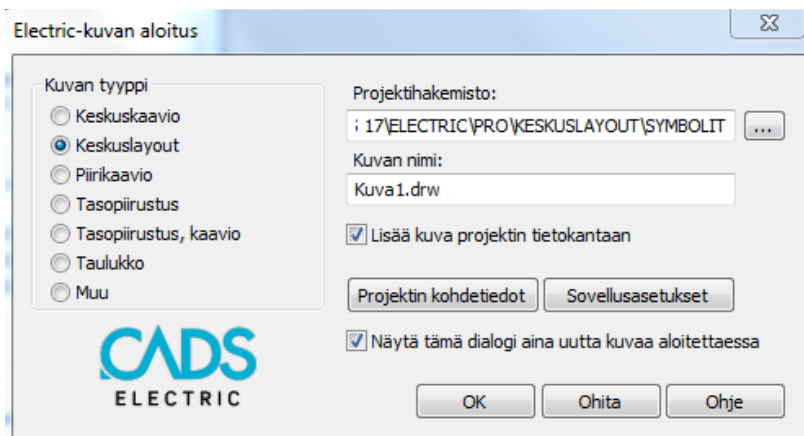 Electric-kuvan aloitus
Kuvan tyyppi
Keskuskaavio
Keskuslayout
Piirikaavio
Tasopiirustus
Tasopiirustus, kaavio
Taulukko
Muu
CADS
ELECTRIC
Projektihakemisto:
17\ELECTRIC\PRO\KESKUSLAYOUT\SYMBOLIT
...
Kuvan nimi:
Kuva1.drw
Lisää kuva projektin tietokantaan
Projektin kohdetiedot
Sovellusasetukset
Näytä tämä dialogi aina uutta kuvaa aloitettaessa
OK
Ohita
Ohje